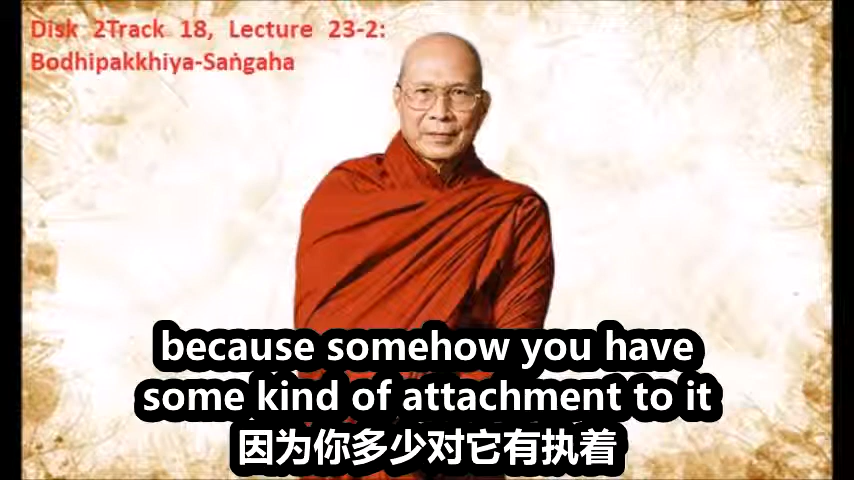 Disk 2Track 18, Lecture 23-2:
Bodhipakkhiya-Saṅgaha
because somehow you have
some kind of attachment to it
因为你多少对它有执着